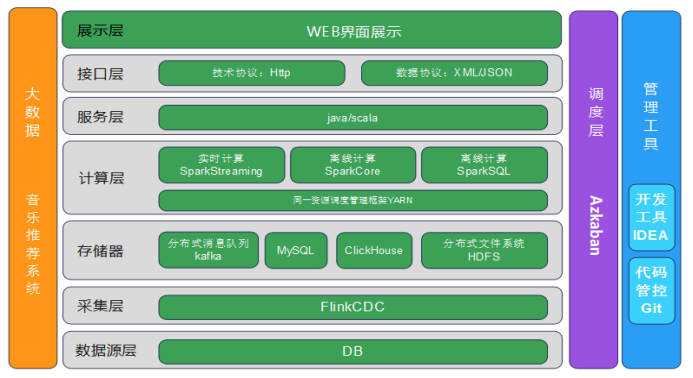 大数据
音乐推荐系统
展示层
WEB界面展示
接口层
技术协议：Http
数据协议：XML/JSON
服务层
java/scala
计算层
实时计算
SparkStreaming
离线计算
SparkCore
离线计算
SparkSQL
同一资源调度管理框架YARN
存储器
分布式消息队列
kafka
MySQL
ClickHouse
分布式文件系统
HDFS
采集层
FlinkCDC
数据源层
DB
调度层
Azkaban
管理工具
开发
工具
IDEA
代码
管控
Git